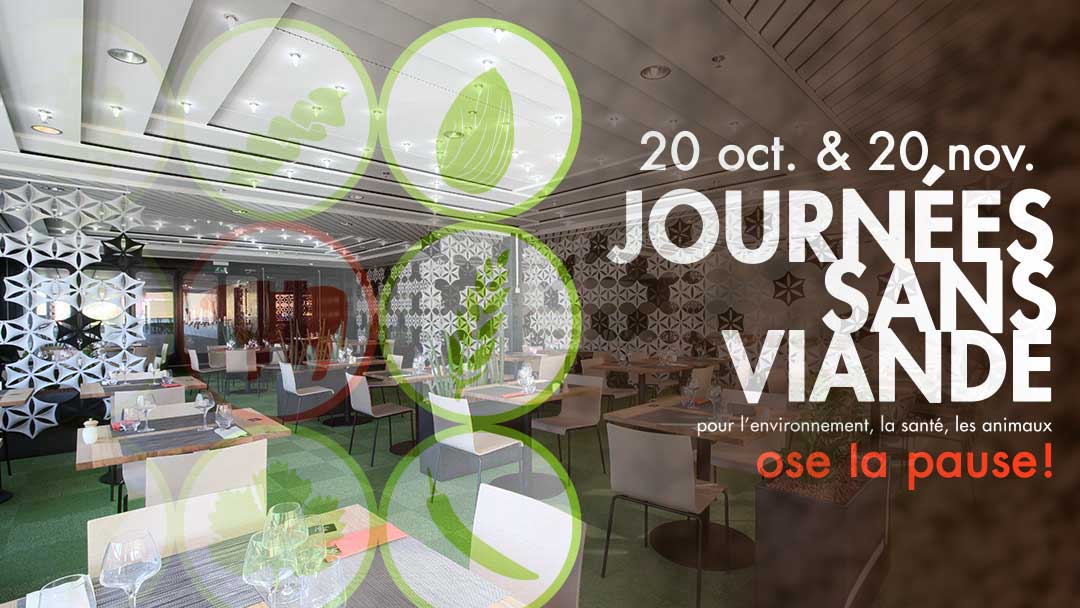 20 oct. & 20 nov.
JOURNÉES
SANS
VIANDE
pour l'environnement, la santé, les animaux
ose la pause!